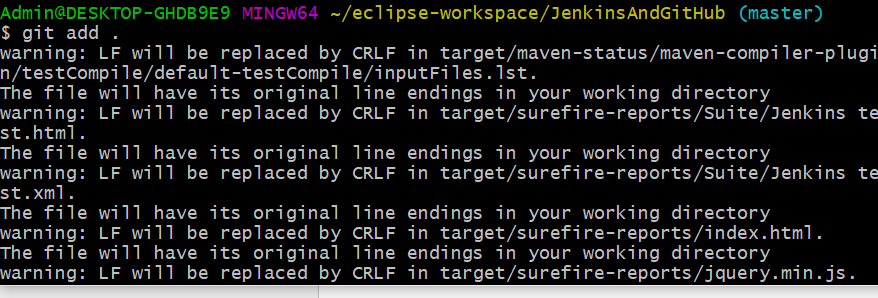 Admin@DESKTOP-GHDB9E9 MINGW64 ~/eclipse-workspace/JenkinsAndGitHub (master)
$ git add .
warning: LF will be replaced by CRLF in target/maven-status/maven-compiler-plugi
n/testCompile/default-testCompile/inputFiles.lst.
The file will have its original line endings in your working directory
warning: LF will be replaced by CRLF in target/surefire-reports/Suite/Jenkins te
st.html.
The file will have its original line endings in your working directory
warning: LF will be replaced by CRLF in target/surefire-reports/Suite/Jenkins te
st.xml.
The file will have its original line endings in your working directory
warning: LF will be replaced by CRLF in target/surefire-reports/index.html.
The file will have its original line endings in your working directory
warning: LF will be replaced by CRLF in target/surefire-reports/jquery.min.js.